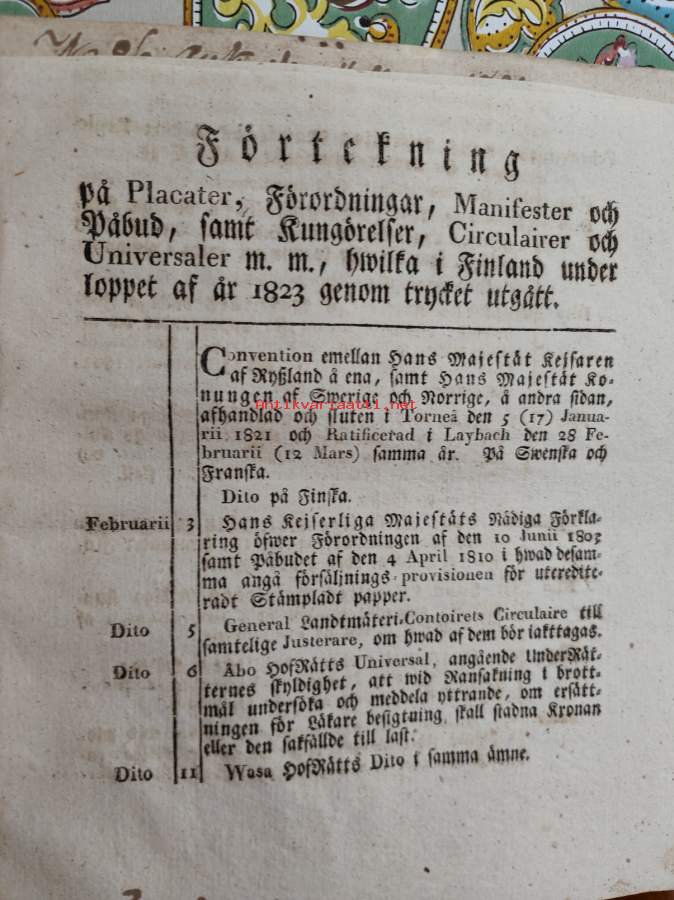 Förtekning
på Placater, Förordningar, Manifester och
Påbud, samt Kungörelser, Circulairer och
Universaler m. m., hwilka i Finland under
loppet af år 1823 genom trycket utgått.
Convention emellan Hans Majestät Kejsaren
af Ryßland å ena, samt Hans Majestät Ko-
nungen af Swerige och Norrige, å andra sidan,
antikvariaatti.net
afhandlad och sluten i Torneå den 5 (17) Janua-
rii 1821 och Ratificerad i Laybach den 28 Fe-
bruarii (12 Mars) samma år. På Swenska och
Franska.
Dito på Finska.
Februarii 3 Hans Kejserliga Majestäts Nådiga Förkla-
ring öfwer Förordningen af den 10 Junii 1803
samt Påbudet af den 4 April 1810 i hwad desam-
ma angå försäljnings-provisionen för uteredite-
radt Stämpladt papper.
Dito 5 General Landtmäteri-Contoirets Circulaire till
samtelige Justerare, om hwad af dem bör iakttagas.
Dito 6 Åbo HofRätts Universal, angående UnderRät-
ternes skyldighet, att wid Ransakning i brott-
mål undersöka och meddela yttrande, om ersätt-
ningen för Läkare besigtning, skall stadna Kronan
eller den sakfällde till last.
Dito 11 Wasa HofRätts Dito i samma ämne.